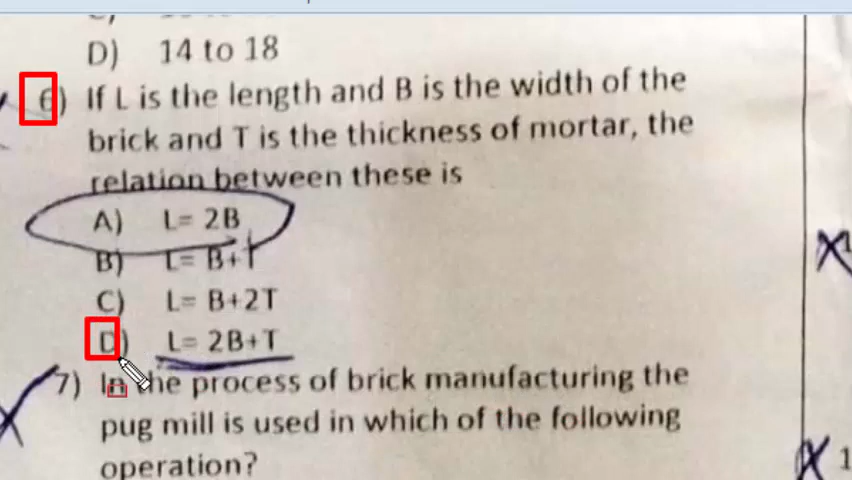 D) 14 to 18
6) If L is the length and B is the width of the
brick and T is the thickness of mortar, the
relation between these is
A) L= 2B
B) L= B+T
C) L= B+2T
D) L= 2B+T
7) In the process of brick manufacturing the
pug mill is used in which of the following
operation?
1
1